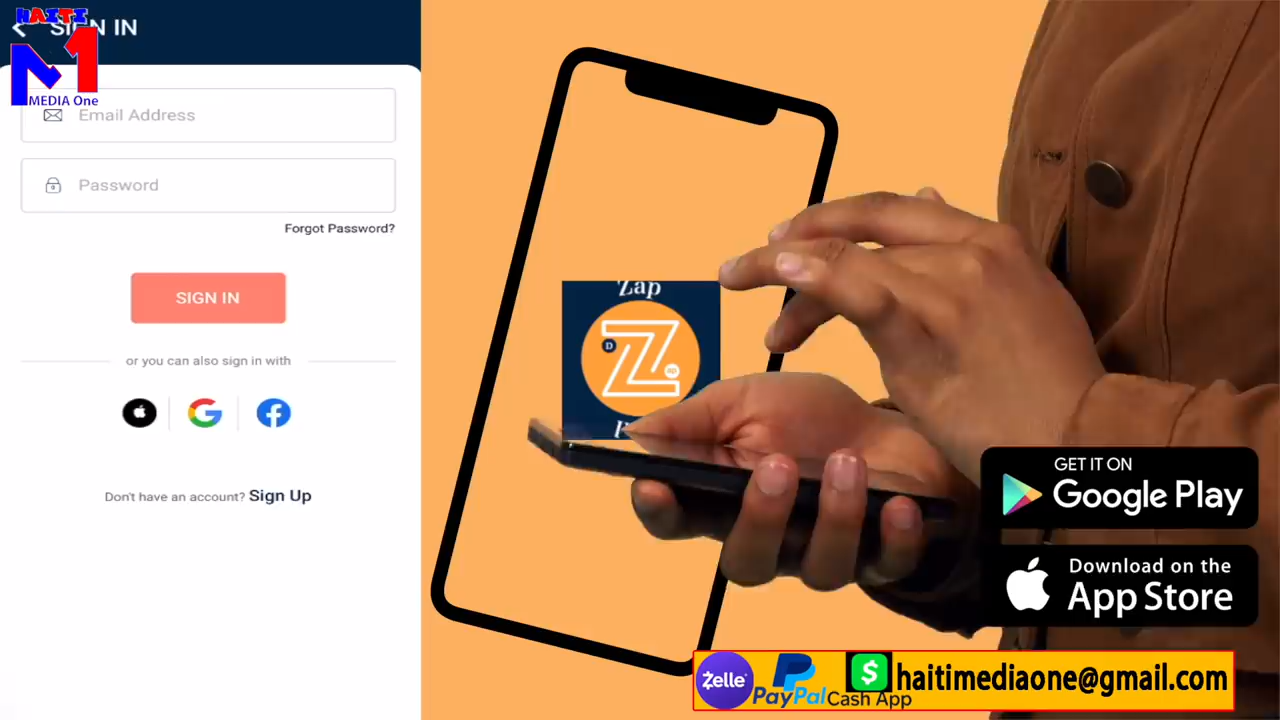 HAITI
SIGN IN
M1
MEDIA One
Email Address
Password
Forgot Password?
SIGN IN
or you can also sign in with
Don't have an account? Sign Up
Zap
Z
D
GET IT ON
Google Play
Download on the
App Store
Zelle
PayPal
$
Cash App
haitimediaone@gmail.com